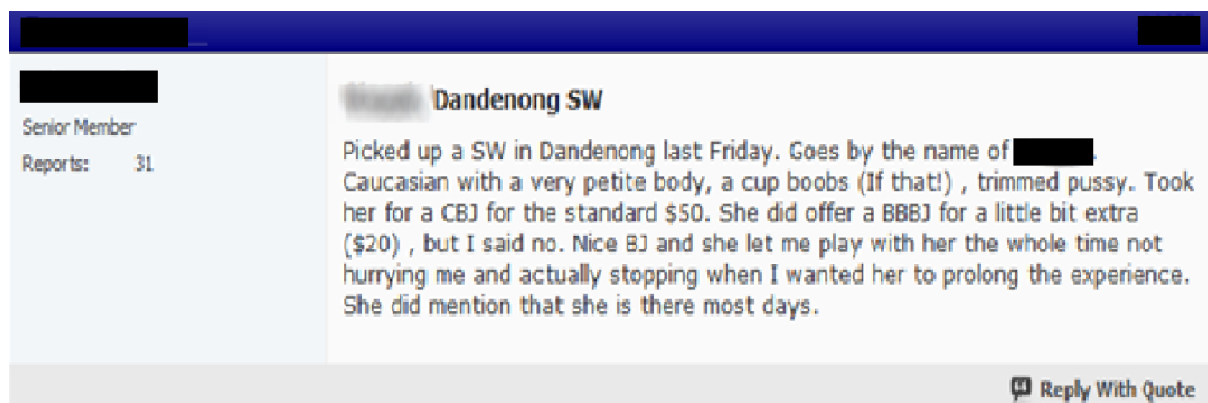 Senior Member
Reports: 31
Dandenong SW
Picked up a SW in Dandenong last Friday. Goes by the name of .
Caucasian with a very petite body, a cup boobs (If that!) , trimmed pussy. Took
her for a CBJ for the standard $50. She did offer a BBBJ for a little bit extra
($20) , but I said no. Nice BJ and she let me play with her the whole time not
hurrying me and actually stopping when I wanted her to prolong the experience.
She did mention that she is there most days.
Reply With Quote